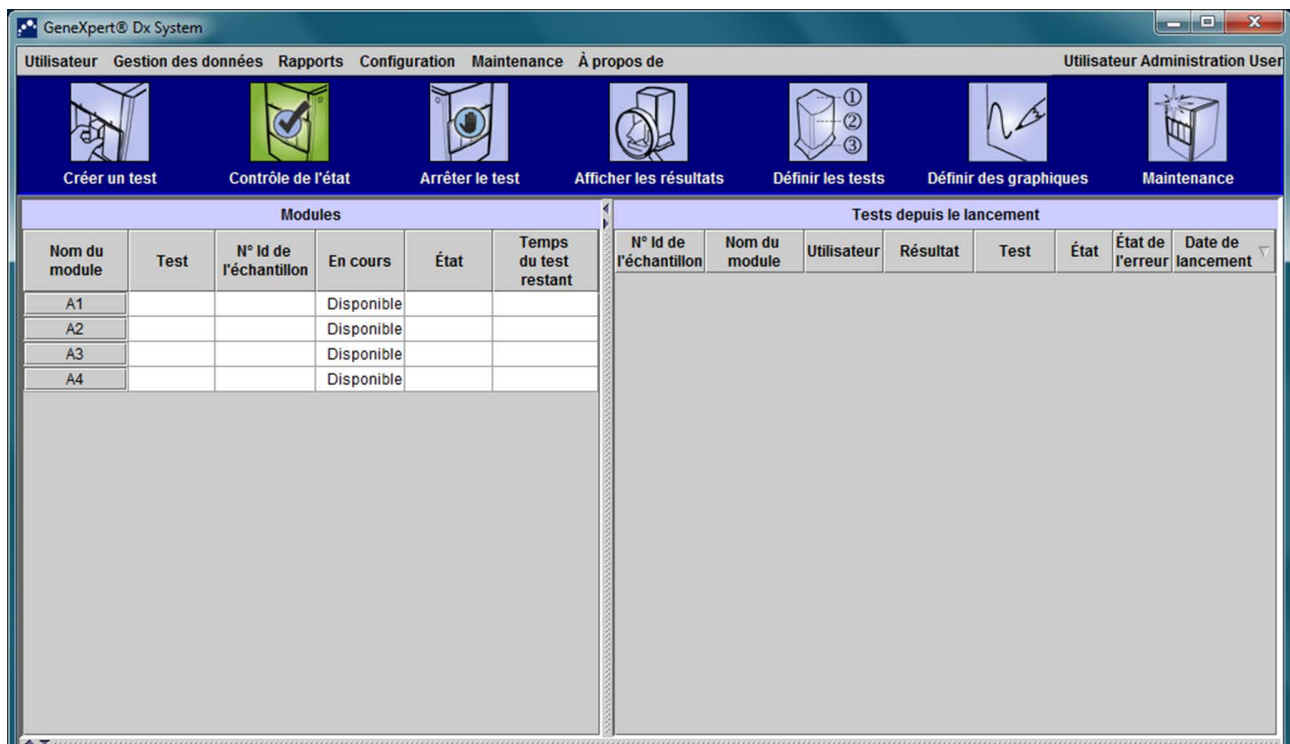 GeneXpert® Dx System
Utilisateur Gestion des données Rapports Configuration Maintenance À propos de Utilisateur Administration User
① ② ③
Créer un test Contrôle de l'état Arrêter le test Afficher les résultats Définir les tests Définir des graphiques Maintenance
Modules
Nom du module Test N° Id de l'échantillon En cours État Temps du test restant
A1 Disponible
A2 Disponible
A3 Disponible
A4 Disponible
Tests depuis le lancement
N° Id de l'échantillon Nom du module Utilisateur Résultat Test État État de l'erreur Date de lancement